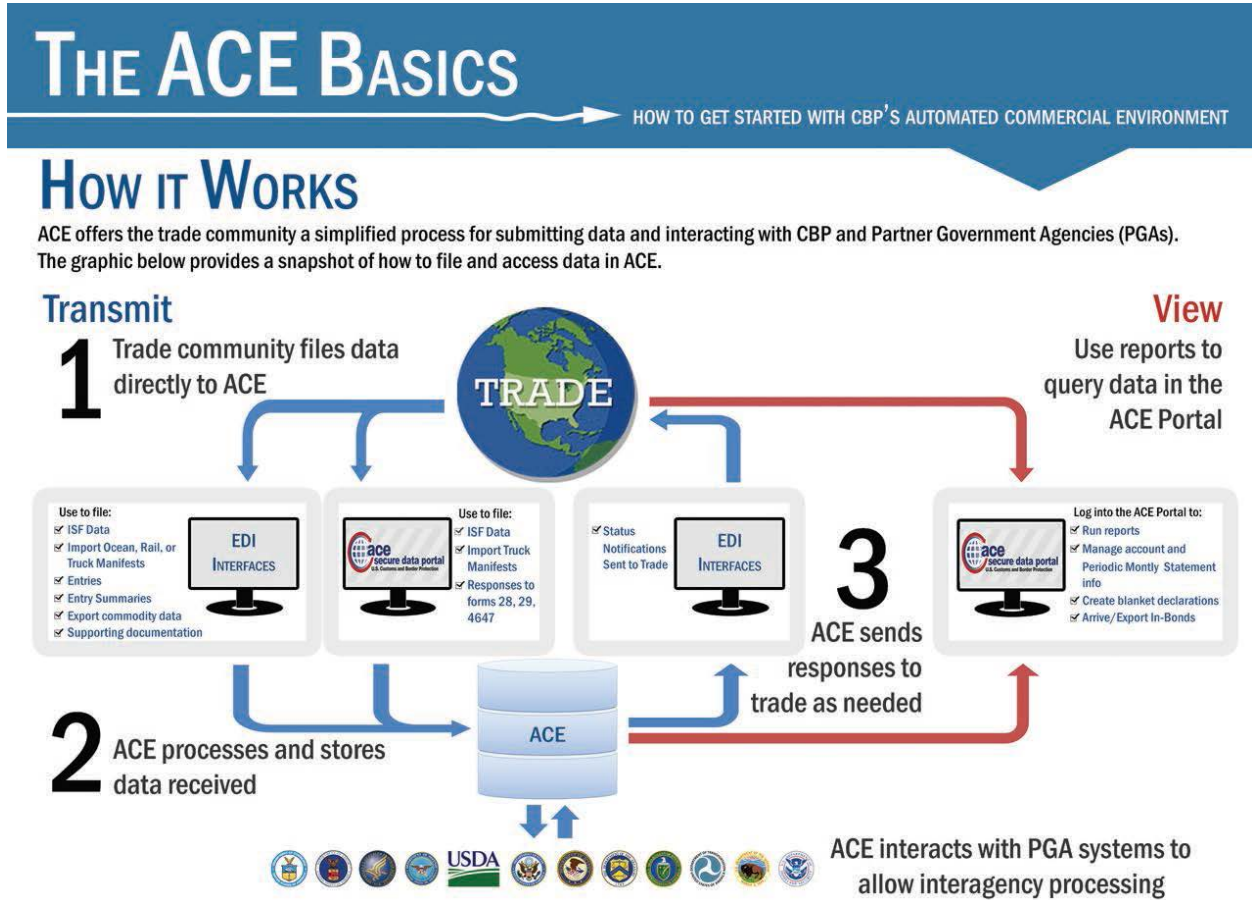 THE ACE BASICS
HOW TO GET STARTED WITH CBP'S AUTOMATED COMMERCIAL ENVIRONMENT
HOW IT WORKS
ACE offers the trade community a simplified process for submitting data and interacting with CBP and Partner Government Agencies (PGAs).
The graphic below provides a snapshot of how to file and access data in ACE.
Transmit
1
Trade community files data
directly to ACE
TRADE
View
Use reports to
query data in the
ACE Portal
Use to file:
ISF Data
Import Ocean, Rail, or
Truck Manifests
Entries
Entry Summaries
Export commodity data
Supporting documentation
EDI
INTERFACES
ace
secure data portal
U.S. Customs and Border Protection
Use to file:
ISF Data
Import Truck
Manifests
Responses to
forms 28, 29,
4647
Status
Notifications
Sent to Trade
EDI
INTERFACES
3
ACE sends
responses to
trade as needed
ace
secure data portal
U.S. Customs and Border Protection
Log into the ACE Portal to:
Run reports
Manage account and
Periodic Montly Statement
info
Create blanket declarations
Arrive/Export In-Bonds
2
ACE processes and stores
data received
ACE
USDA
ACE interacts with PGA systems to
allow interagency processing